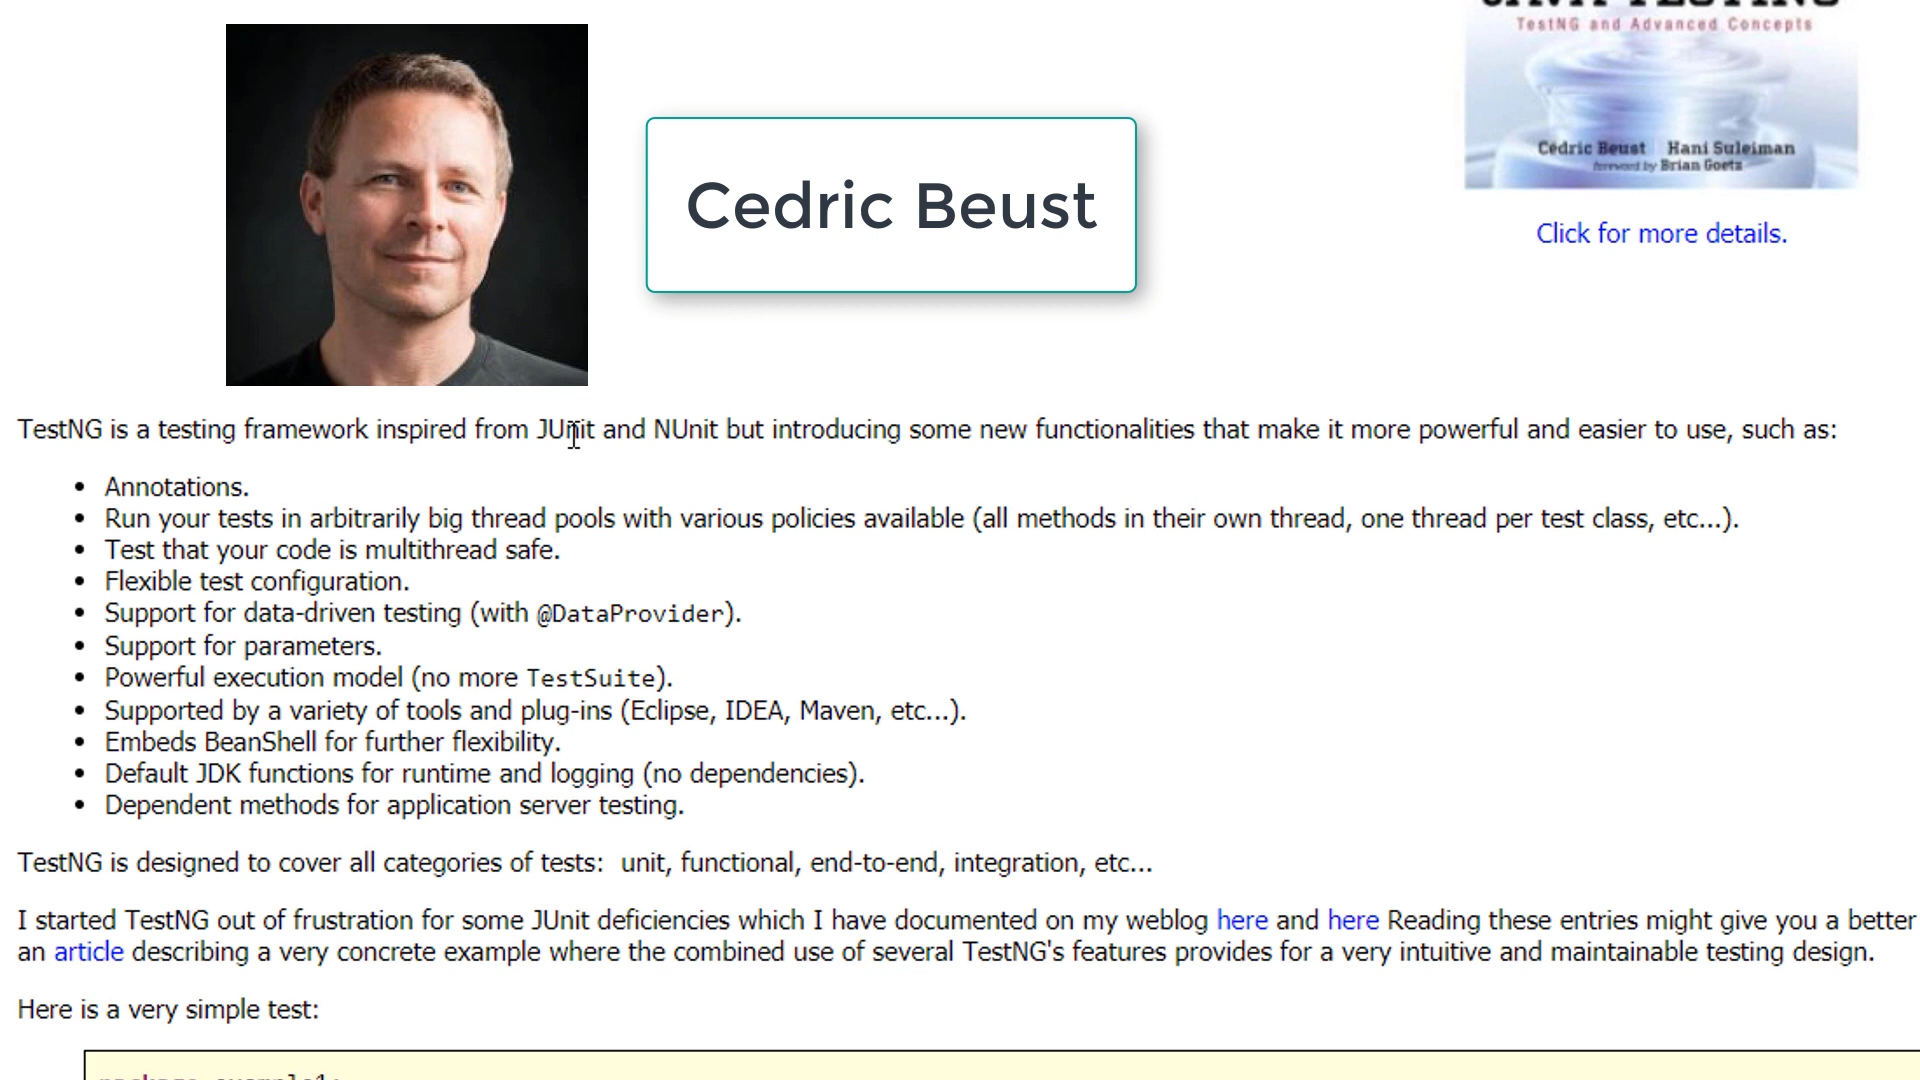 TestNG and Advanced Concepts
Cedric Beust
Cédric Beust Hani Suleiman
foreword by Brian Goetz
Click for more details.
TestNG is a testing framework inspired from JUnit and NUnit but introducing some new functionalities that make it more powerful and easier to use, such as:
• Annotations.
• Run your tests in arbitrarily big thread pools with various policies available (all methods in their own thread, one thread per test class, etc...).
• Test that your code is multithread safe.
• Flexible test configuration.
• Support for data-driven testing (with @DataProvider).
• Support for parameters.
• Powerful execution model (no more TestSuite).
• Supported by a variety of tools and plug-ins (Eclipse, IDEA, Maven, etc...).
• Embeds BeanShell for further flexibility.
• Default JDK functions for runtime and logging (no dependencies).
• Dependent methods for application server testing.
TestNG is designed to cover all categories of tests:  unit, functional, end-to-end, integration, etc...
I started TestNG out of frustration for some JUnit deficiencies which I have documented on my weblog here and here Reading these entries might give you a better
an article describing a very concrete example where the combined use of several TestNG's features provides for a very intuitive and maintainable testing design.
Here is a very simple test: